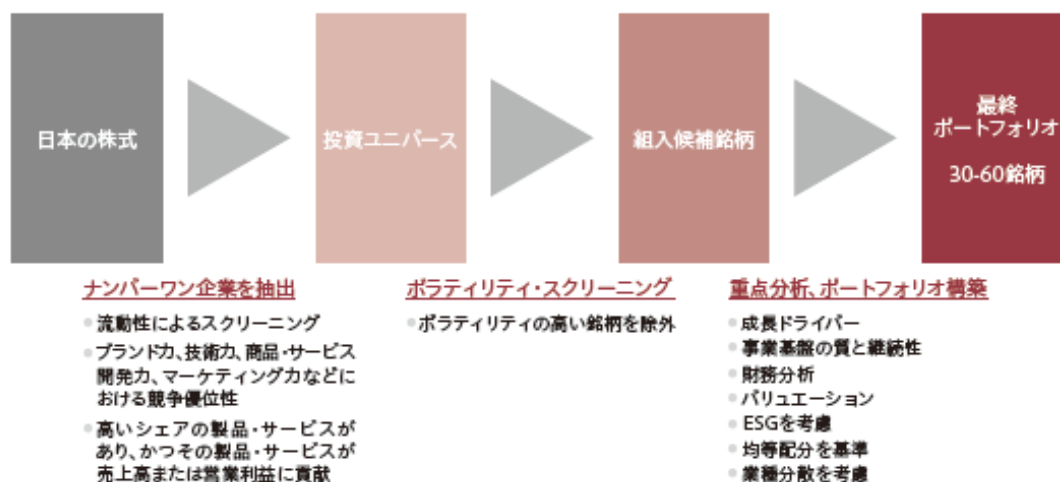 日本の株式
投資ユニバース
組入候補銘柄
最終
ポートフォリオ
30-60銘柄
ナンバーワン企業を抽出
流動性によるスクリーニング
ブランド力、技術力、商品・サービス
開発力、マーケティング力などに
おける競争優位性
高いシェアの製品・サービスが
あり、かつその製品・サービスが
売上高または営業利益に貢献
ボラティリティ・スクリーニング
ボラティリティの高い銘柄を除外
重点分析、ポートフォリオ構築
成長ドライバー
事業基盤の質と継続性
財務分析
バリュエーション
ESGを考慮
均等配分を基準
業種分散を考慮